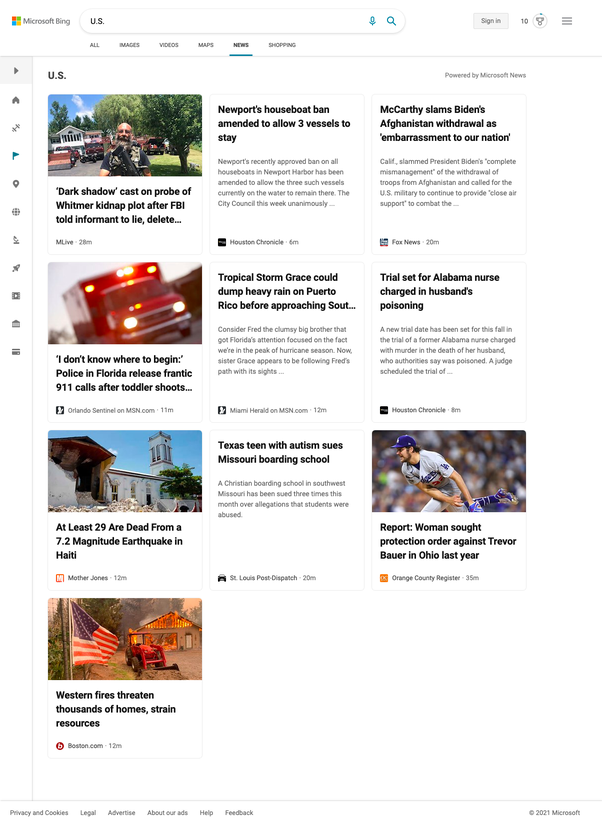 Microsoft Bing
U.S.
Sign in
10
ALL
IMAGES
VIDEOS
MAPS
NEWS
SHOPPING
U.S.
Powered by Microsoft News
'Dark shadow' cast on probe of
Whitmer kidnap plot after FBI
told informant to lie, delete...
MLive · 28m
Newport's houseboat ban
amended to allow 3 vessels to
stay
Newport's recently approved ban on all
houseboats in Newport Harbor has been
amended to allow the three such vessels
currently on the water to remain there. The
City Council this week unanimously ...
Houston Chronicle · 6m
McCarthy slams Biden's
Afghanistan withdrawal as
'embarrassment to our nation'
Calif., slammed President Biden's "complete
mismanagement" of the withdrawal of
troops from Afghanistan and called for the
U.S. military to continue to provide "close air
support" to combat the ...
Fox News · 20m
'I don't know where to begin:'
Police in Florida release frantic
911 calls after toddler shoots...
Orlando Sentinel on MSN.com · 11m
Tropical Storm Grace could
dump heavy rain on Puerto
Rico before approaching Sout...
Consider Fred the clumsy big brother that
got Florida's attention focused on the fact
we're in the peak of hurricane season. Now,
sister Grace appears to be following Fred's
path with its sights ...
Miami Herald on MSN.com · 12m
Trial set for Alabama nurse
charged in husband's
poisoning
A new trial date has been set for this fall in
the trial of a former Alabama nurse charged
with murder in the death of her husband,
who authorities say was poisoned. A judge
scheduled the trial of ...
Houston Chronicle · 8m
At Least 29 Are Dead From a
7.2 Magnitude Earthquake in
Haiti
Mother Jones · 12m
Texas teen with autism sues
Missouri boarding school
A Christian boarding school in southwest
Missouri has been sued three times this
month over allegations that students were
abused.
St. Louis Post-Dispatch · 20m
Report: Woman sought
protection order against Trevor
Bauer in Ohio last year
Orange County Register · 35m
Western fires threaten
thousands of homes, strain
resources
Boston.com · 12m
Privacy and Cookies
Legal
Advertise
About our ads
Help
Feedback
© 2021 Microsoft